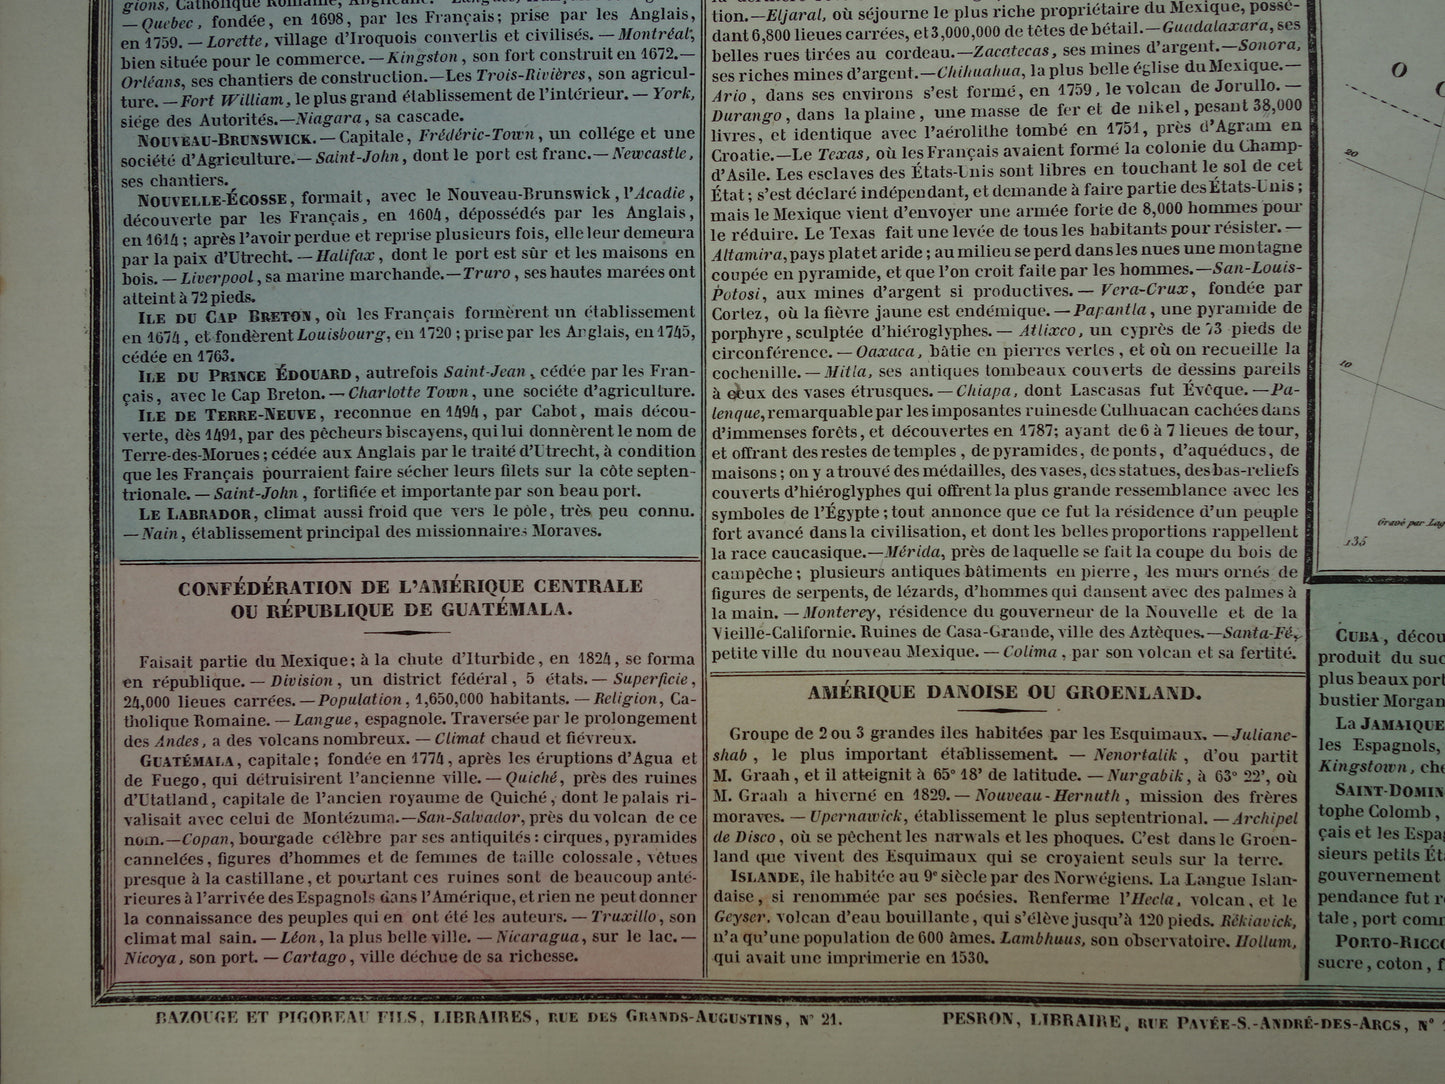 gions, Catholique Romaine, Anglicane.
—Quebec, fondée, en 1698, par les Français; prise par les Anglais,
en 1759. — Lorette, village d'Iroquois convertis et civilisés. — Montréal,
bien située pour le commerce. — Kingston, son fort construit en 1672.—
Orléans, ses chantiers de construction.—Les Trois-Rivières, son agricul-
ture. — Fort William, le plus grand établissement de l'intérieur. — York,
siége des Autorités.—Niagara, sa cascade.
NOUVEAU-BRUNSWICK. — Capitale, Frédéric-Town, un collége et une
société d'Agriculture.— Saint-John, dont le port est franc.— Newcastle,
ses chantiers.
NOUVELLE-ÉCOSSE, formait, avec le Nouveau-Brunswick, l'Acadie,
découverte par les Français, en 1604, dépossédés par les Anglais,
en 1614; après l'avoir perdue et reprise plusieurs fois, elle leur demeura
par la paix d'Utrecht. — Halifax, dont le port est sûr et les maisons en
bois. — Liverpool, sa marine marchande.—Truro, ses hautes marées ont
atteint à 72 pieds.
ILE DU CAP BRETON, où les Français formèrent un établissement
en 1674, et fondèrent Louisbourg, en 1720; prise par les Anglais, en 1745,
cédée en 1763.
ILE DU PRINCE ÉDOUARD, autrefois Saint-Jean, cédée par les Fran-
çais, avec le Cap Breton. — Charlotte Town, une sociéte d'agriculture.
ILE DE TERRE-NEUVE, reconnue en 1494, par Cabot, mais décou-
verte, dès 1491, par des pêcheurs biscayens, qui lui donnèrent le nom de
Terre-des-Morues; cédée aux Anglais par le traité d'Utrecht, à condition
que les Français pourraient faire sécher leurs filets sur la côte septen-
trionale. — Saint-John, fortifiée et importante par son beau port.
LE LABRADOR, climat aussi froid que vers le pôle, très peu connu.
—Nain, établissement principal des missionnaires Moraves.
CONFÉDÉRATION DE L'AMÉRIQUE CENTRALE
OU RÉPUBLIQUE DE GUATÉMALA.
Faisait partie du Mexique; à la chute d'Iturbide, en 1824, se forma
en république. — Division, un district fédéral, 5 états. — Superficie,
24,000 lieues carrées. — Population, 1,650,000 habitants. — Religion, Ca-
tholique Romaine. — Langue, espagnole. Traversée par le prolongement
des Andes, a des volcans nombreux. — Climat chaud et fiévreux.
GUATÉMALA, capitale; fondée en 1774, après les éruptions d'Agua et
de Fuego, qui détruisirent l'ancienne ville. — Quiché, près des ruines
d'Utatland, capitale de l'ancien royaume de Quiché, dont le palais ri-
valisait avec celui de Montézuma.—San-Salvador, près du volcan de ce
nom.—Copan, bourgade célèbre par ses antiquités: cirques, pyramides
cannelées, figures d'hommes et de femmes de taille colossale, vêtues
presque à la castillane, et pourtant ces ruines sont de beaucoup anté-
rieures à l'arrivée des Espagnols dans l'Amérique, et rien ne peut donner
la connaissance des peuples qui en ont été les auteurs. — Truxillo, son
climat mal sain. — Léon, la plus belle ville. — Nicaragua, sur le lac. —
Nicoya, son port. — Cartago, ville déchue de sa richesse.
tion.—Eljaral, où séjourne le plus riche propriétaire du Mexique, possé-
dant 6,800 lieues carrées, et 3,000,000 de têtes de bétail.—Guadalaxara, ses
belles rues tirées au cordeau.—Zacatecas, ses mines d'argent.—Sonora,
ses riches mines d'argent.—Chihuahua, la plus belle église du Mexique.—
Ario, dans ses environs s'est formé, en 1759, le volcan de Jorullo.—
Durango, dans la plaine, une masse de fer et de nikel, pesant 38,000
livres, et identique avec l'aérolithe tombé en 1751, près d'Agram en
Croatie.—Le Texas, où les Français avaient formé la colonie du Champ-
d'Asile. Les esclaves des États-Unis sont libres en touchant le sol de cet
État; s'est déclaré indépendant, et demande à faire partie des États-Unis;
mais le Mexique vient d'envoyer une armée forte de 8,000 hommes pour
le réduire. Le Texas fait une levée de tous les habitants pour résister. —
Altamira, pays plat et aride; au milieu se perd dans les nues une montagne
coupée en pyramide, et que l'on croit faite par les hommes.—San-Louis-
Potosi, aux mines d'argent si productives. — Vera-Crux, fondée par
Cortez, où la fièvre jaune est endémique. — Papantla, une pyramide de
porphyre, sculptée d'hiéroglyphes. — Atlixco, un cyprès de 73 pieds de
circonférence. — Oaxaca, bâtie en pierres vertes, et où on recueille la
cochenille. — Mitla, ses antiques tombeaux couverts de dessins pareils
à ceux des vases étrusques. — Chiapa, dont Lascasas fut Évêque. —Pa-
lenque, remarquable par les imposantes ruines de Culhuacan cachées dans
d'immenses forêts, et découvertes en 1787; ayant de 6 à 7 lieues de tour,
et offrant des restes de temples, de pyramides, de ponts, d'aquéducs, de
maisons; on y a trouvé des médailles, des vases, des statues, des bas-reliefs
couverts d'hiéroglyphes qui offrent la plus grande ressemblance avec les
symboles de l'Égypte; tout annonce que ce fut la résidence d'un peuple
fort avancé dans la civilisation, et dont les belles proportions rappellent
la race caucasique.—Mérida, près de laquelle se fait la coupe du bois de
campêche; plusieurs antiques bâtiments en pierre, les murs ornés de
figures de serpents, de lézards, d'hommes qui dansent avec des palmes à
la main. — Monterey, résidence du gouverneur de la Nouvelle et de la
Vieille-Californie. Ruines de Casa-Grande, ville des Aztèques.—Santa-Fé,
petite ville du nouveau Mexique. — Colima, par son volcan et sa fertité.
AMÉRIQUE DANOISE OU GROENLAND.
Groupe de 2 ou 3 grandes îles habitées par les Esquimaux. —Juliane-
shab, le plus important établissement. — Nenortalik, d'ou partit
M. Graah, et il atteignit à 65° 18' de latitude. — Nurgabik, à 63° 22', où
M. Graah a hiverné en 1829. — Nouveau-Hernuth, mission des frères
moraves. — Upernawick, établissement le plus septentrional. — Archipel
de Disco, où se pêchent les narwals et les phoques. C'est dans le Groen-
land que vivent des Esquimaux qui se croyaient seuls sur la terre.
ISLANDE, île habitée au 9e siècle par des Norwégiens. La Langue Islan-
daise, si renommée par ses poésies. Renferme l'Hecla, volcan, et le
Geyser, volcan d'eau bouillante, qui s'élève jusqu'à 120 pieds. Rékiavick,
n'a qu'une population de 600 âmes. Lambhuus, son observatoire. Hollum,
qui avait une imprimerie en 1530.
O
20
10
Gravé par Lag
135
CUBA, décou
produit du suc
plus beaux port
bustier Morgan
La JAMAIQUE
les Espagnols,
Kingstown, che
SAINT-DOMIN
tophe Colomb,
çais et les Espa
sieurs petits Ét
gouvernement
pendance fut r
tale, port com
PORTO-RICC
sucre, coton, f
BAZOUGE ET PIGOREAU FILS, LIBRAIRES, RUE DES GRANDS-AUGUSTINS, N° 21.
PESRON, LIBRAIRE, RUE PAVÉE-S.-ANDRÉ-DES-ARCS, N°